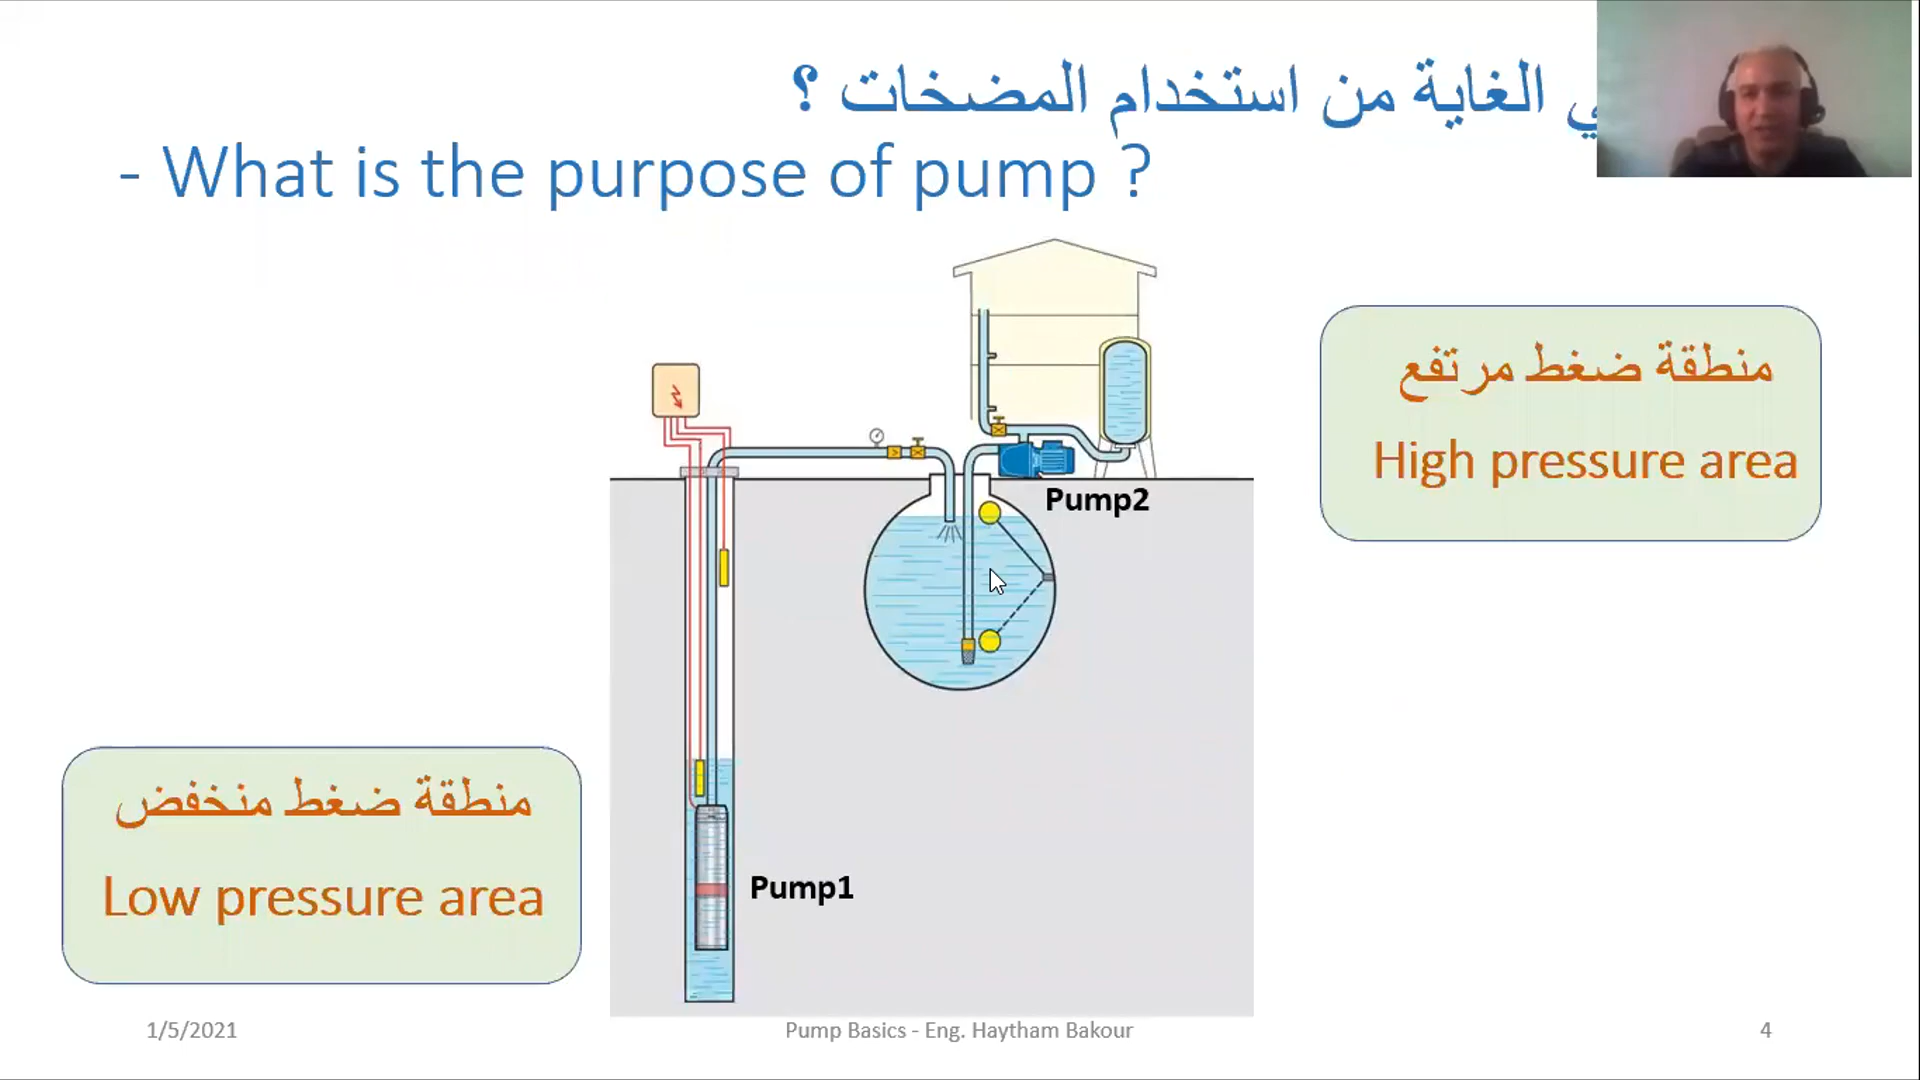 الغاية من استخدام المضخات ؟
- What is the purpose of pump ?
منطقة ضغط مرتفع
High pressure area
Pump2
منطقة ضغط منخفض
Low pressure area
Pump1
1/5/2021
Pump Basics - Eng. Haytham Bakour
4